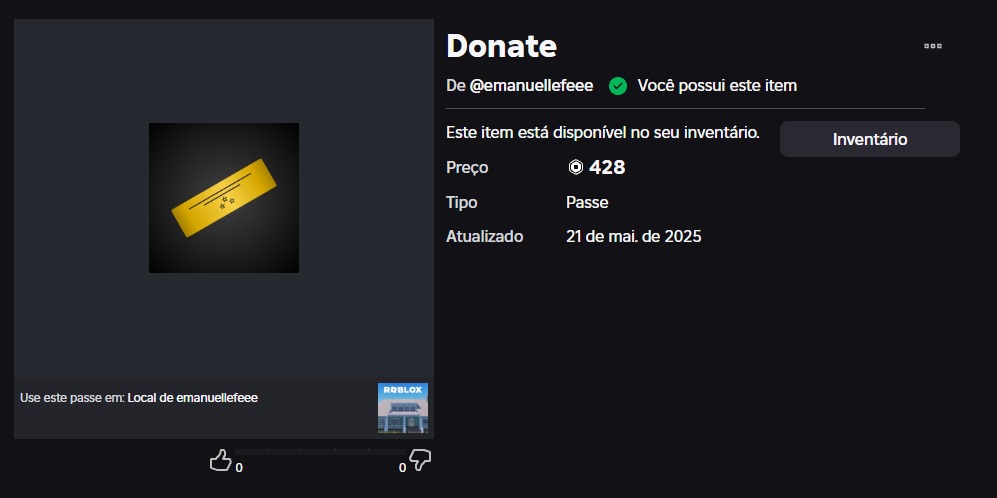 Donate
De @emanuellefeee Você possui este item
Este item está disponível no seu inventário.
Inventário
Preço 428
Tipo Passe
Atualizado 21 de mai. de 2025
Use este passe em: Local de emanuellefeee
ROBLOX
0 0